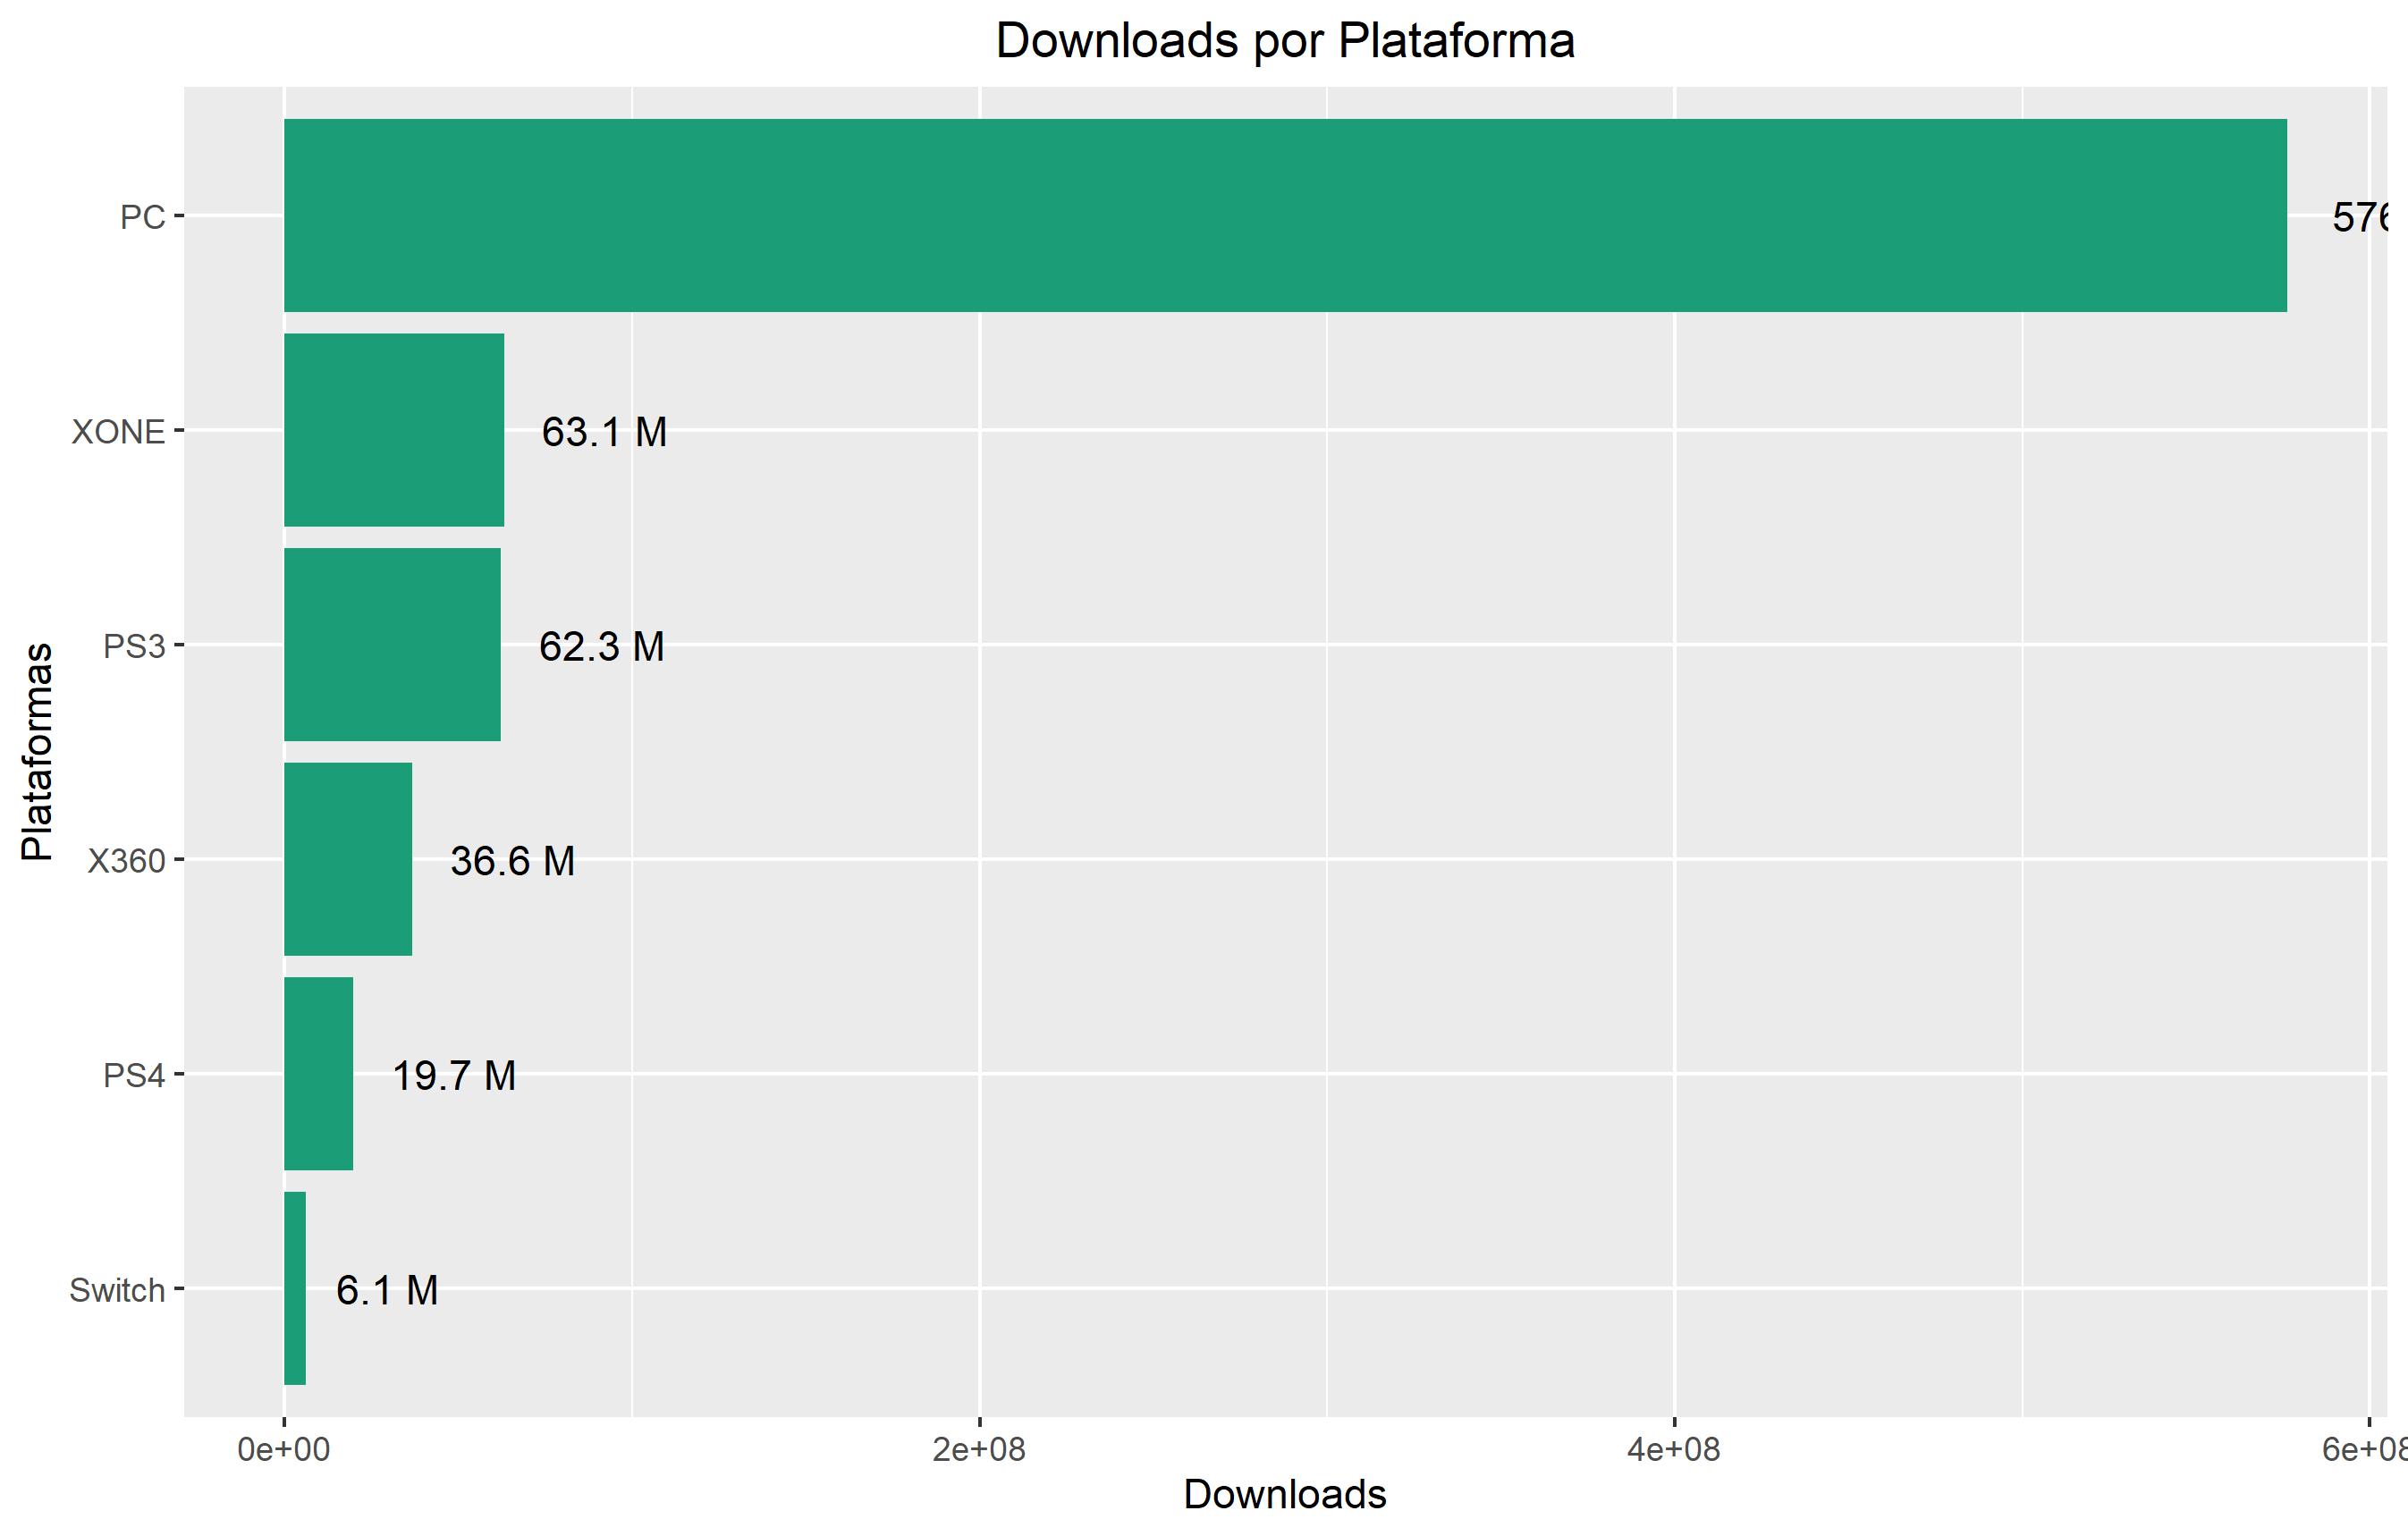 Downloads por Plataforma
Plataformas
PC
576
XONE
63.1 M
PS3
62.3 M
X360
36.6 M
PS4
19.7 M
Switch
6.1 M
0e+00
2e+08
4e+08
6e+08
Downloads